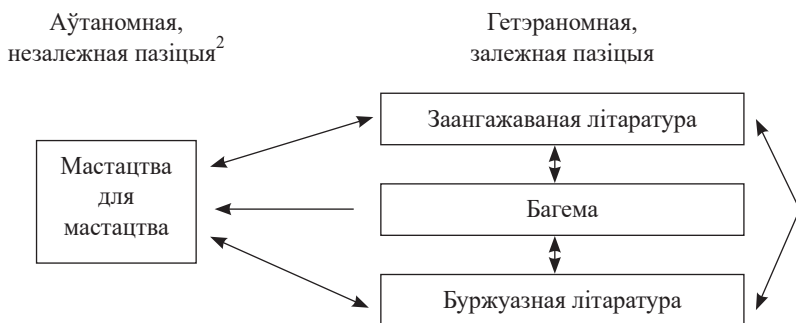 Аўтаномная,
незалежная пазіцыя²
Гетэраномная,
залежная пазіцыя
Заангажаваная літаратура
Мастацтва
для
мастацтва
Багема
Буржуазная літаратура